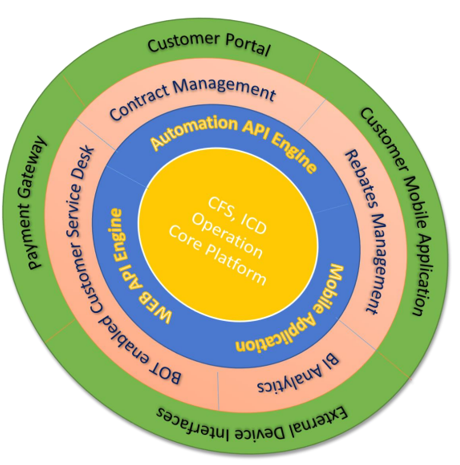 Customer Portal
Customer Mobile Application
External Device Interfaces
Payment Gateway
Contract Management
Rebates Management
BI Analytics
BOT enabled Customer Service Desk
Automation API Engine
Mobile Application
WEB API Engine
CFS, ICD
Operation
Core Platform